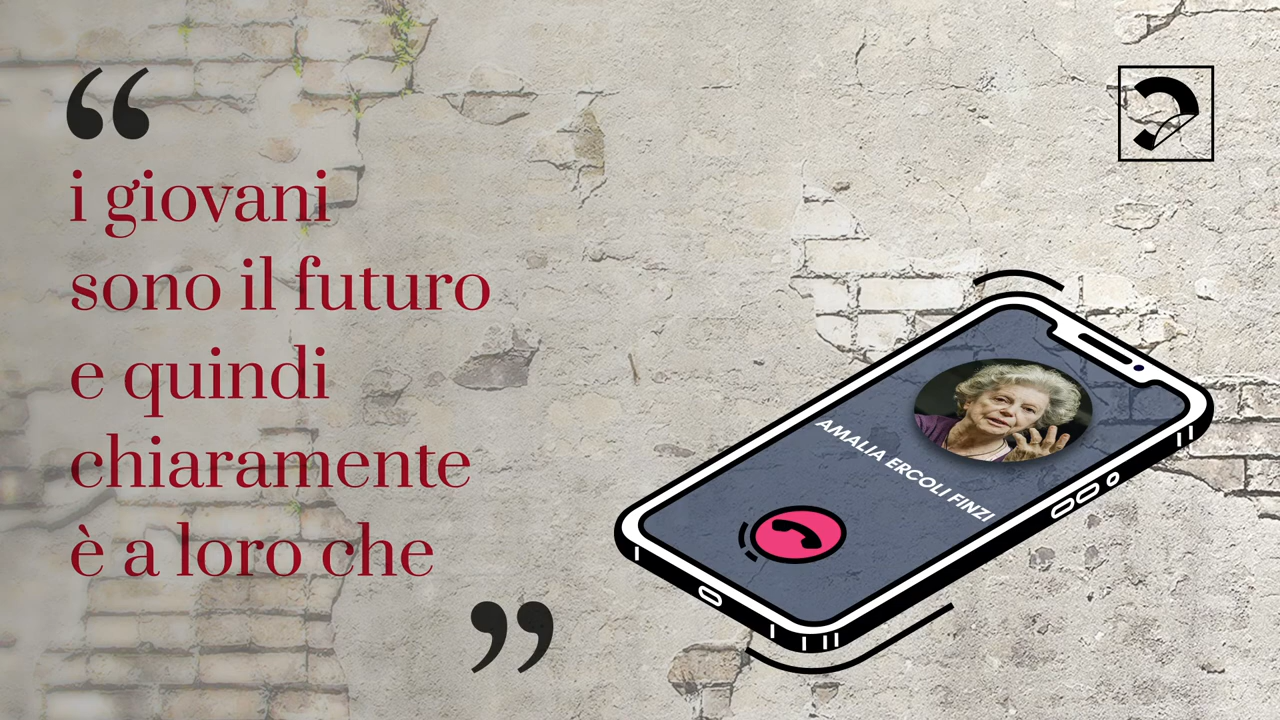 “
i giovani
sono il futuro
e quindi
chiaramente
è a loro che
”
AMALIA ERCOLI FINZI